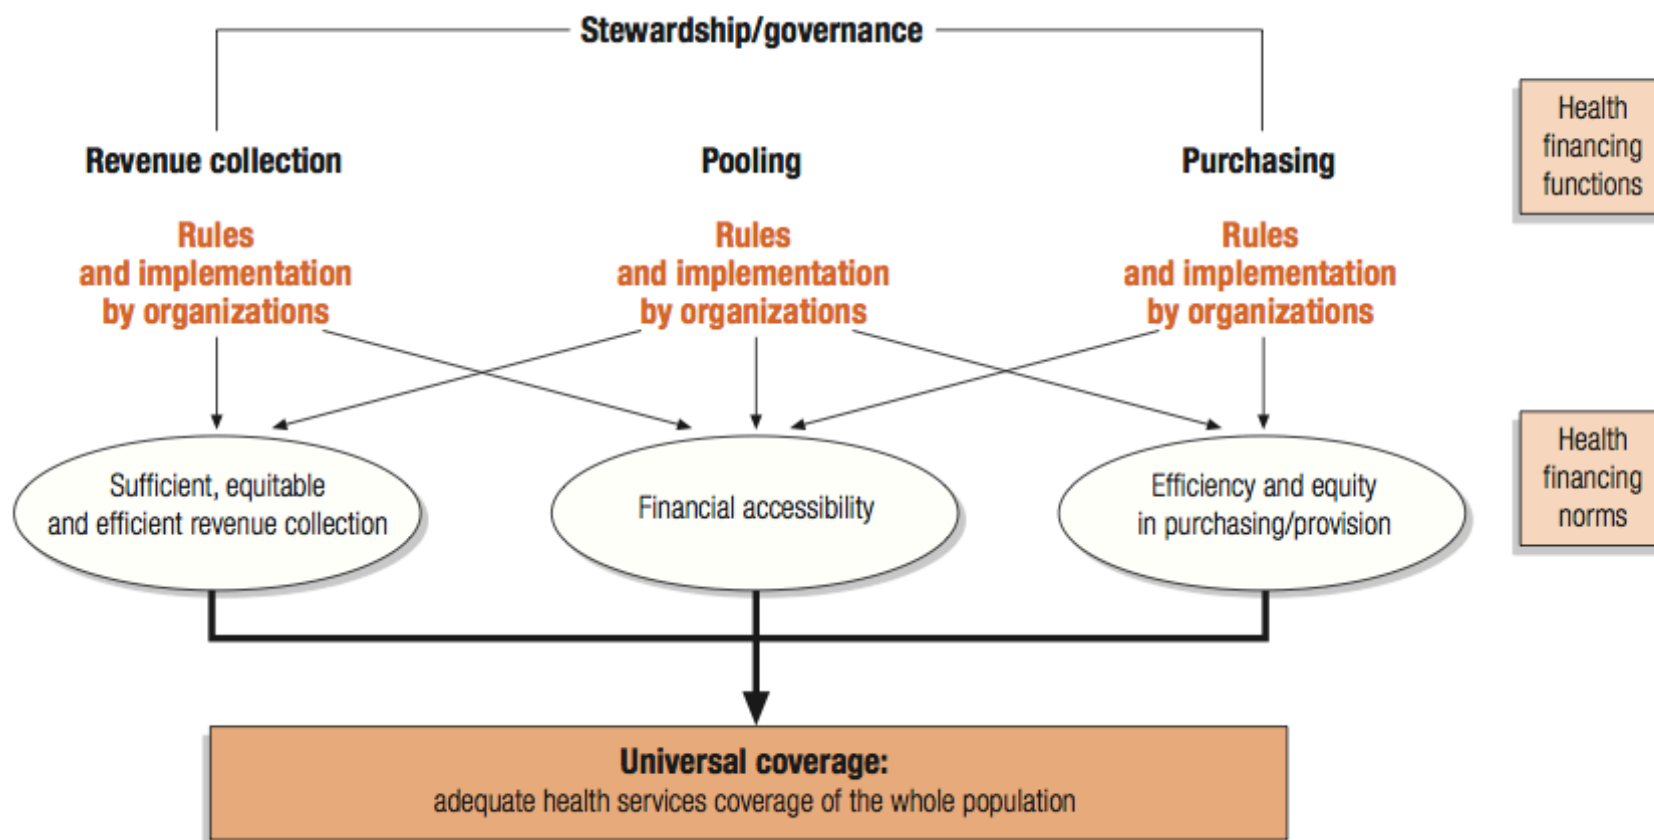 Stewardship/governance
Revenue collection
Pooling
Purchasing
Health
financing
functions
Rules
and implementation
by organizations
Rules
and implementation
by organizations
Rules
and implementation
by organizations
Sufficient, equitable
and efficient revenue collection
Financial accessibility
Efficiency and equity
in purchasing/provision
Health
financing
norms
Universal coverage:
adequate health services coverage of the whole population